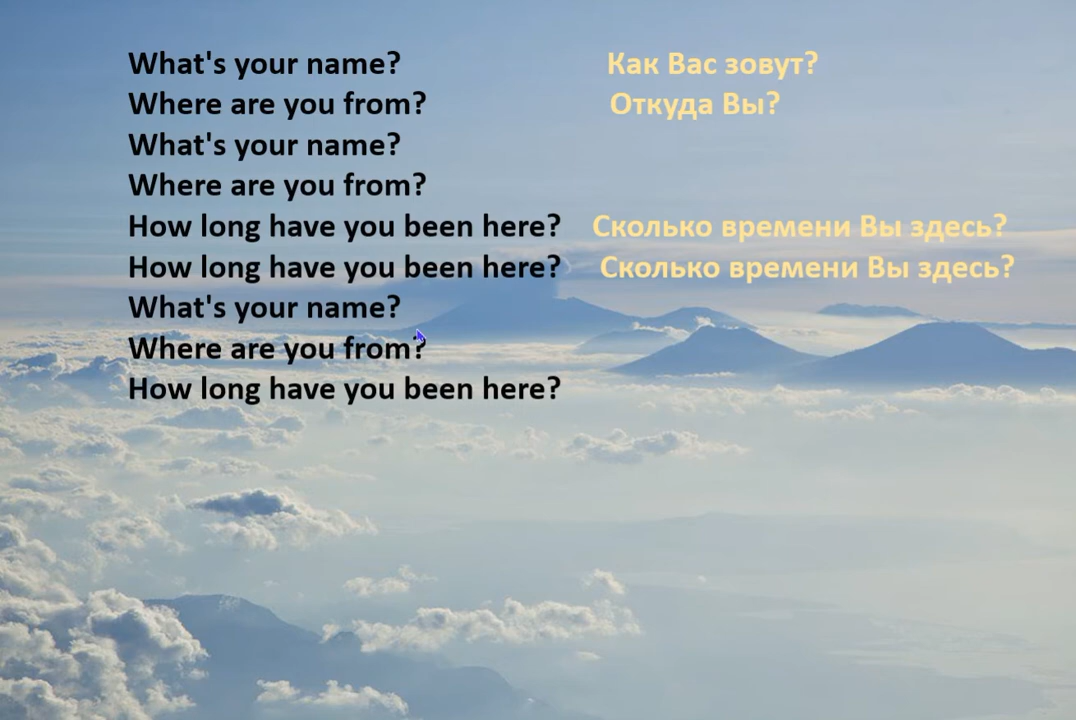 What's your name? Как Вас зовут?
Where are you from? Откуда Вы?
What's your name?
Where are you from?
How long have you been here? Сколько времени Вы здесь?
How long have you been here? Сколько времени Вы здесь?
What's your name?
Where are you from?
How long have you been here?